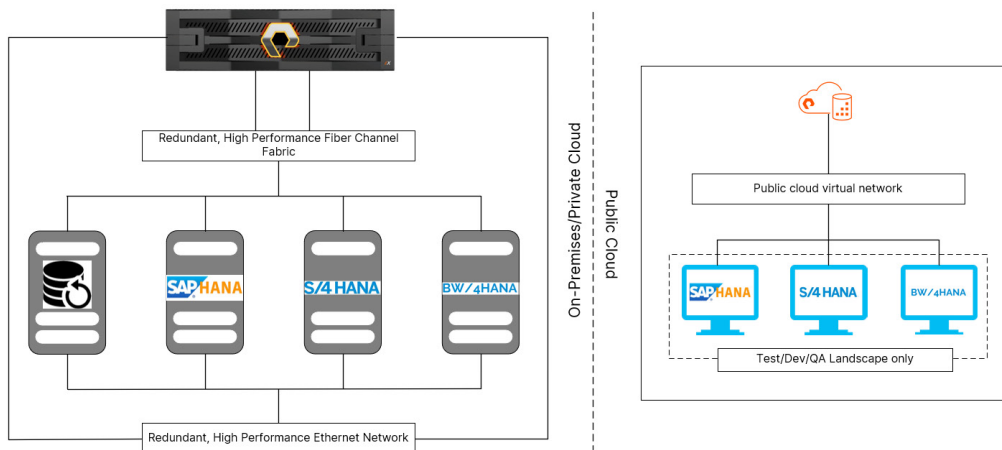 Redundant, High Performance Fiber Channel
Fabric
SAP HANA
S/4 HANA
BW/4HANA
Redundant, High Performance Ethernet Network
On-Premises/Private Cloud
Public Cloud
Public cloud virtual network
SAP HANA
S/4 HANA
BW/4HANA
Test/Dev/QA Landscape only